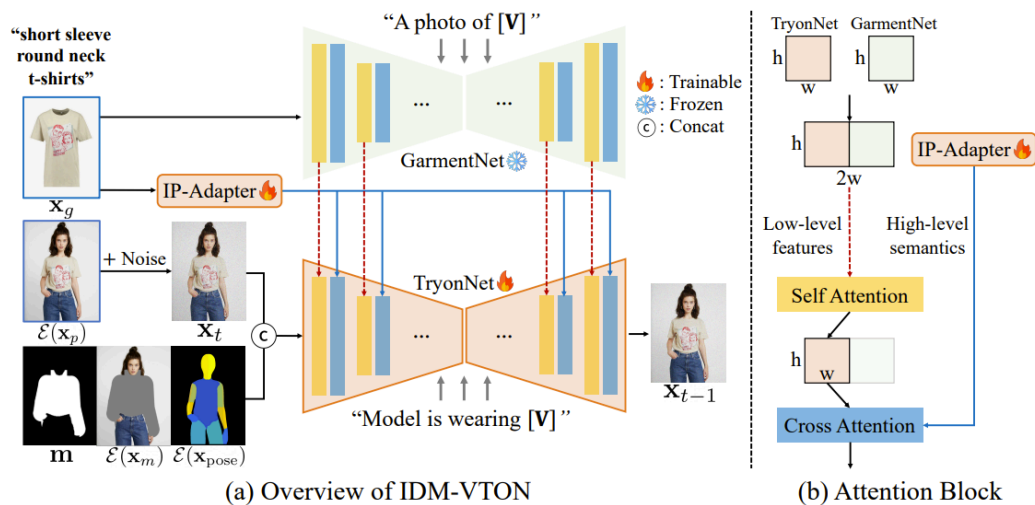 “short sleeve
round neck
t-shirts”
“A photo of [V]”
: Trainable
: Frozen
C : Concat
GarmentNet
x_g
IP-Adapter
+ Noise
ℰ(x_p)
x_t
C
TryonNet
“Model is wearing [V]”
x_{t−1}
m
ℰ(x_m)
ℰ(x_pose)
...
...
...
...
(a) Overview of IDM-VTON
TryonNet
GarmentNet
h
w
h
w
h
2w
IP-Adapter
Low-level
features
High-level
semantics
Self Attention
h
w
Cross Attention
(b) Attention Block